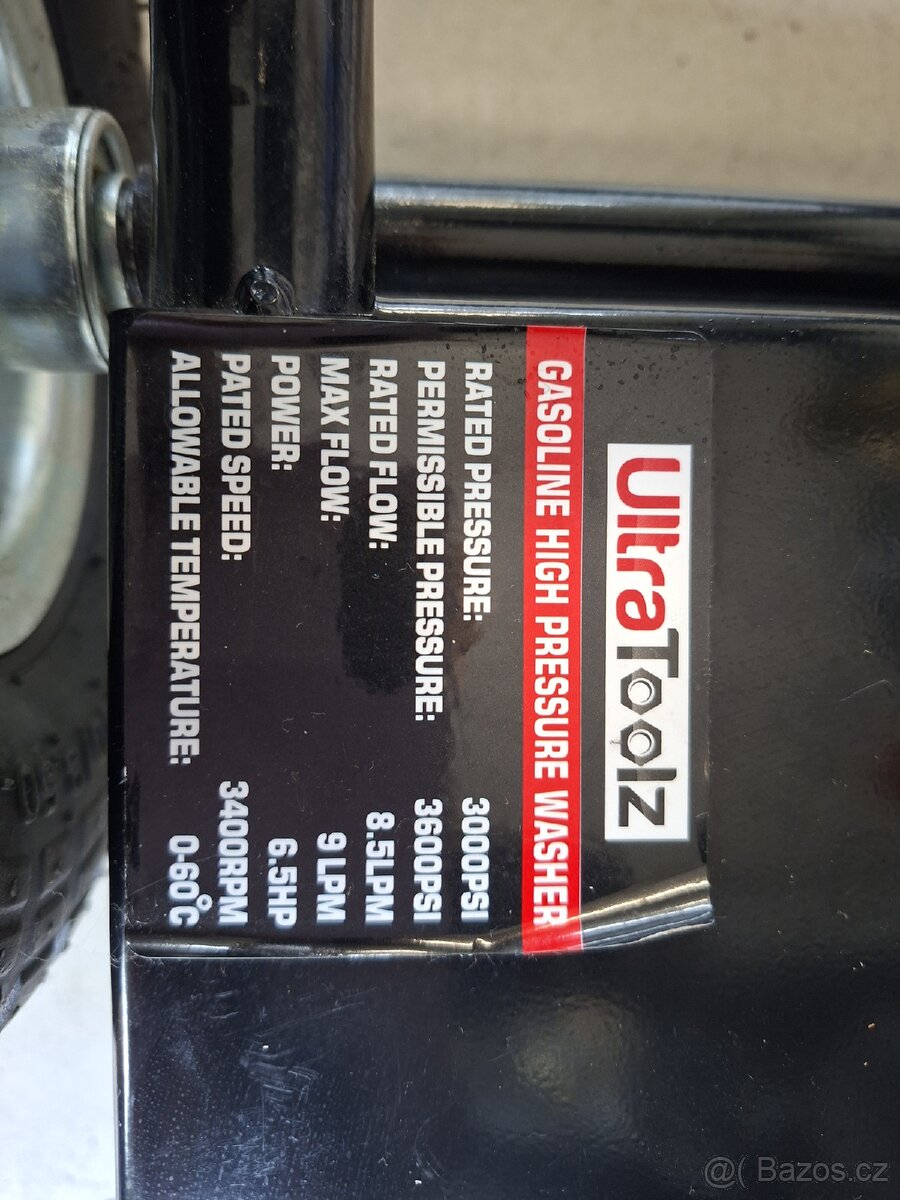 UltraToolz
GASOLINE HIGH PRESSURE WASHER
RATED PRESSURE: 3000PSI
PERMISSIBLE PRESSURE: 3600PSI
RATED FLOW: 8.5LPM
MAX FLOW: 9 LPM
POWER: 6.5HP
PATED SPEED: 3400RPM
ALLOWABLE TEMPERATURE: 0-60°C
@( Bazos.cz